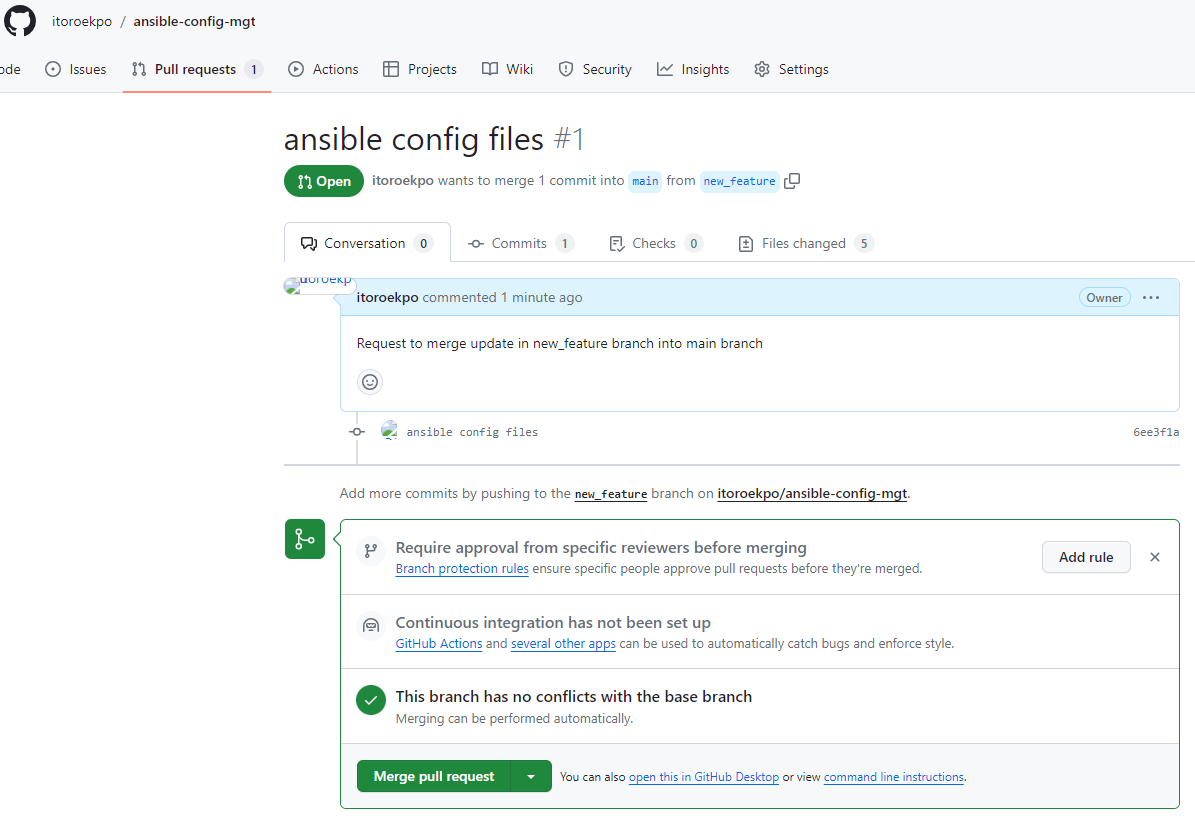 itoroekpo / ansible-config-mgt
ode Issues Pull requests 1 Actions Projects Wiki Security Insights Settings
ansible config files #1
Open itoroekpo wants to merge 1 commit into main from new_feature
Conversation 0 Commits 1 Checks 0 Files changed 5
itoroekpo commented 1 minute ago Owner ...
Request to merge update in new_feature branch into main branch
ansible config files 6ee3f1a
Add more commits by pushing to the new_feature branch on itoroekpo/ansible-config-mgt.
Require approval from specific reviewers before merging
Branch protection rules ensure specific people approve pull requests before they're merged.
Add rule
Continuous integration has not been set up
GitHub Actions and several other apps can be used to automatically catch bugs and enforce style.
This branch has no conflicts with the base branch
Merging can be performed automatically.
Merge pull request You can also open this in GitHub Desktop or view command line instructions.